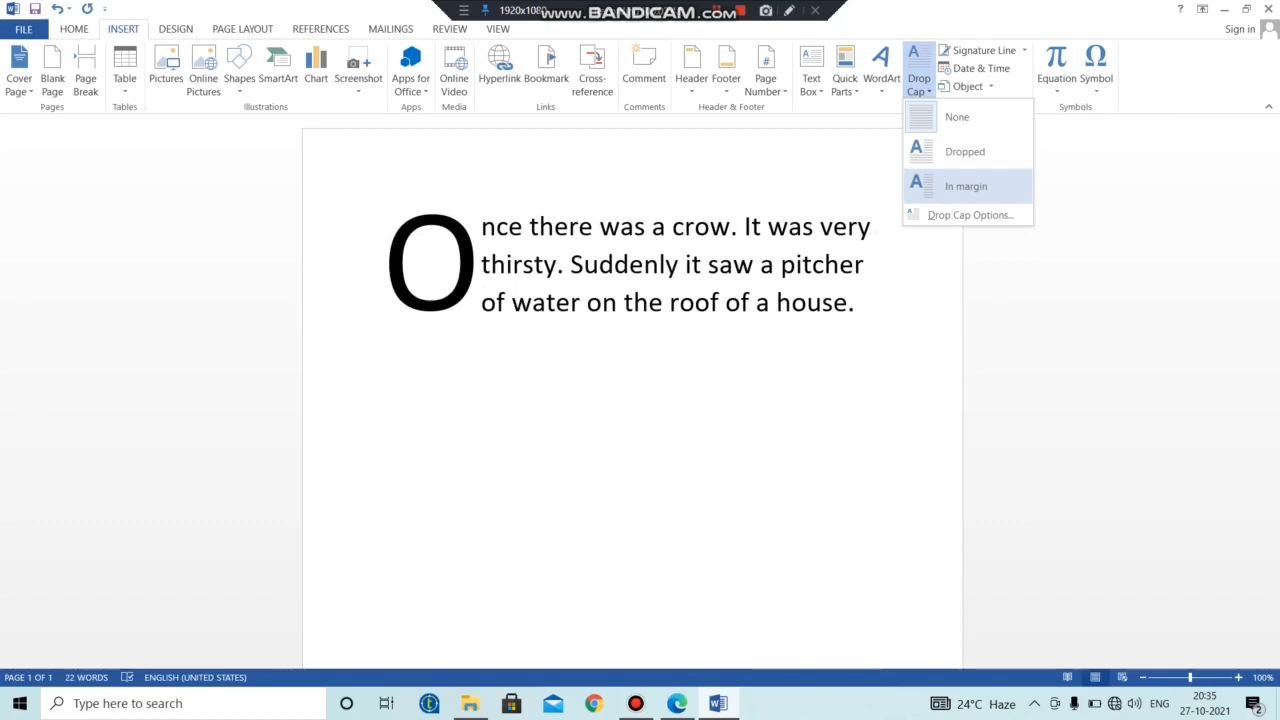 1920x1080
www.BANDICAM.com
FILE HOME INSERT DESIGN PAGE LAYOUT REFERENCES MAILINGS REVIEW VIEW
Sign in
Cover Page
Blank Page
Page Break
Pages
Table
Tables
Pictures
Online Pictures
Shapes
SmartArt
Chart
Screenshot
Illustrations
Apps for Office
Apps
Online Video
Media
Hyperlink
Bookmark
Cross-reference
Links
Comment
Comments
Header
Footer
Page Number
Header & Footer
Text Box
Quick Parts
WordArt
Drop Cap
Signature Line
Date & Time
Object
Equation
Symbol
Symbols
None
Dropped
In margin
Drop Cap Options...
Once there was a crow. It was very
thirsty. Suddenly it saw a pitcher
of water on the roof of a house.
PAGE 1 OF 1 22 WORDS ENGLISH (UNITED STATES) 100%
Type here to search
24°C Haze ENG
20:35
27-10-2021
2